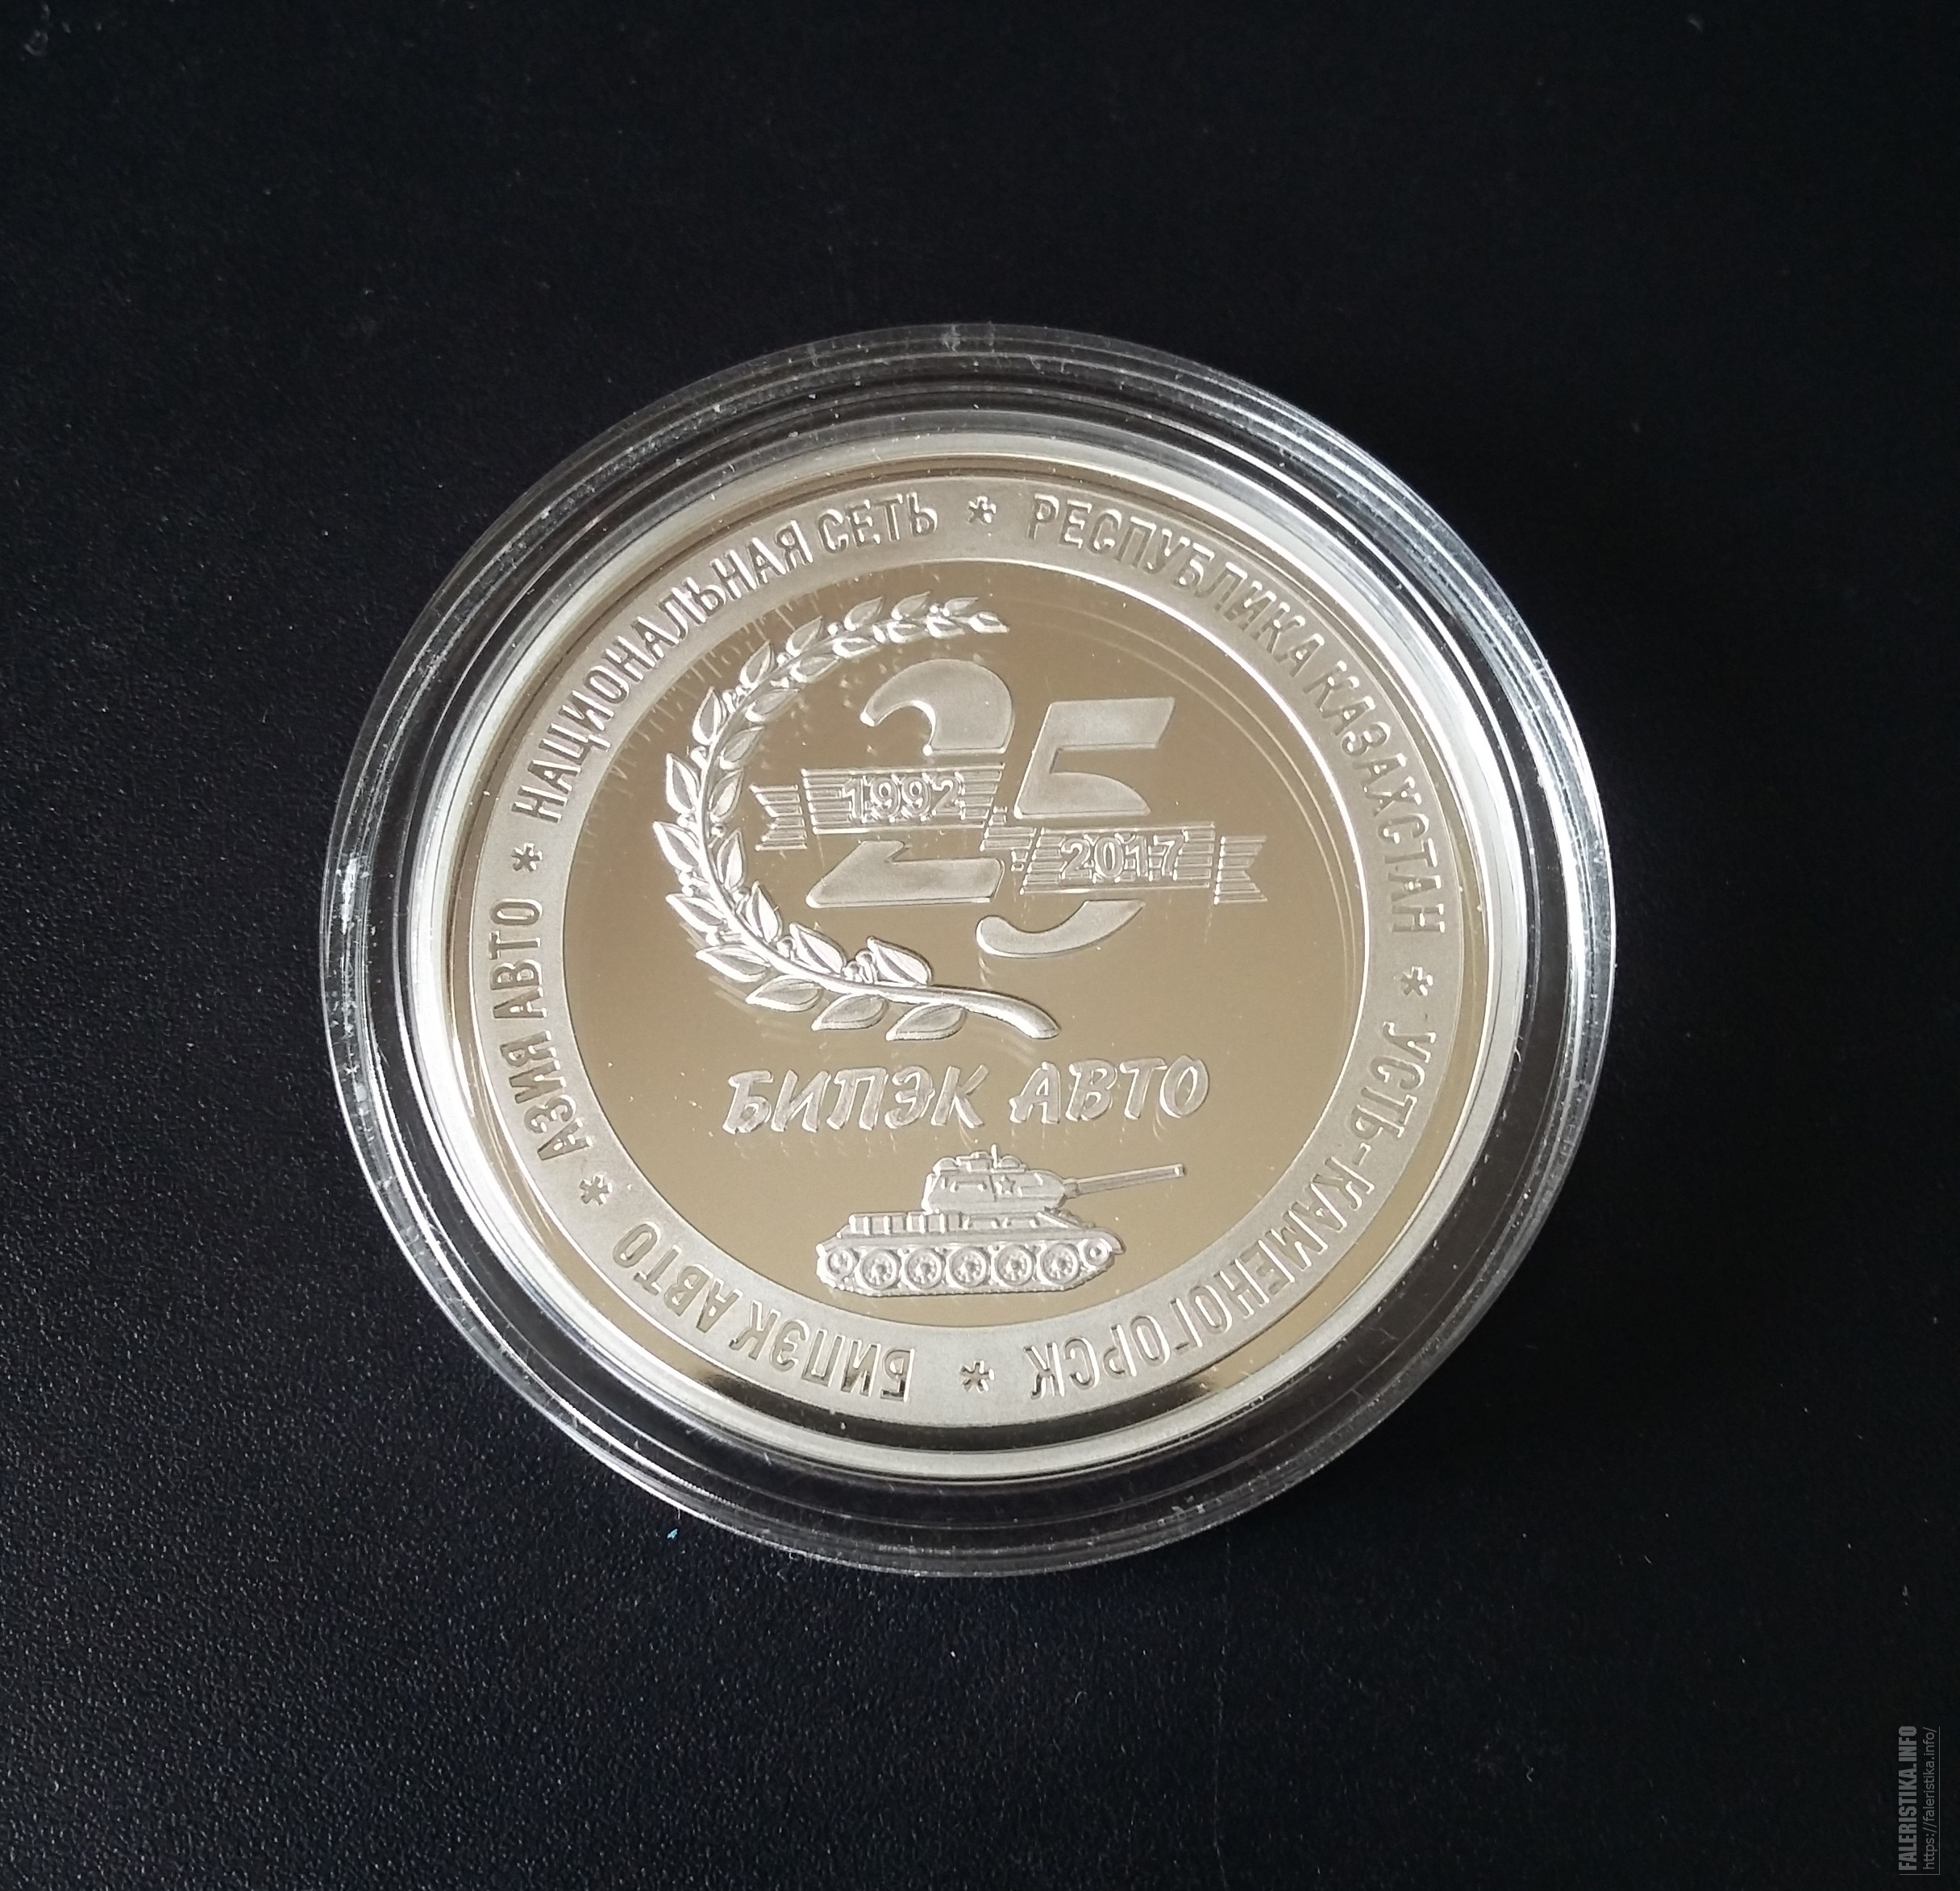 БИПЭК АВТО * АЗИЯ АВТО * НАЦИОНАЛЬНАЯ СЕТЬ * РЕСПУБЛИКА КАЗАХСТАН * УСТЬ-КАМЕНОГОРСК *
25
1992
2017
БИПЭК АВТО
FALERISTIKA.INFO
https://faleristika.info/